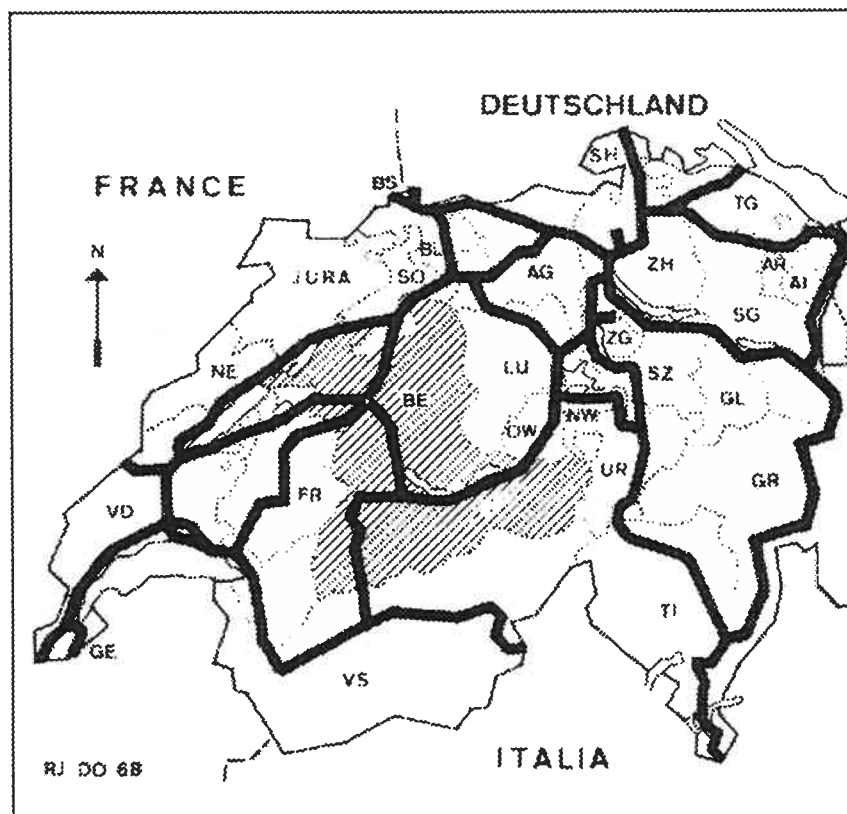 DEUTSCHLAND
SH
FRANCE
BS
TG
N
BL
JURA
SO
AG
ZH
AR
AI
SG
NE
LU
ZG
SZ
BE
GL
OW
NW
UR
GR
VD
FR
TI
GE
VS
ITALIA
RJ DO 68